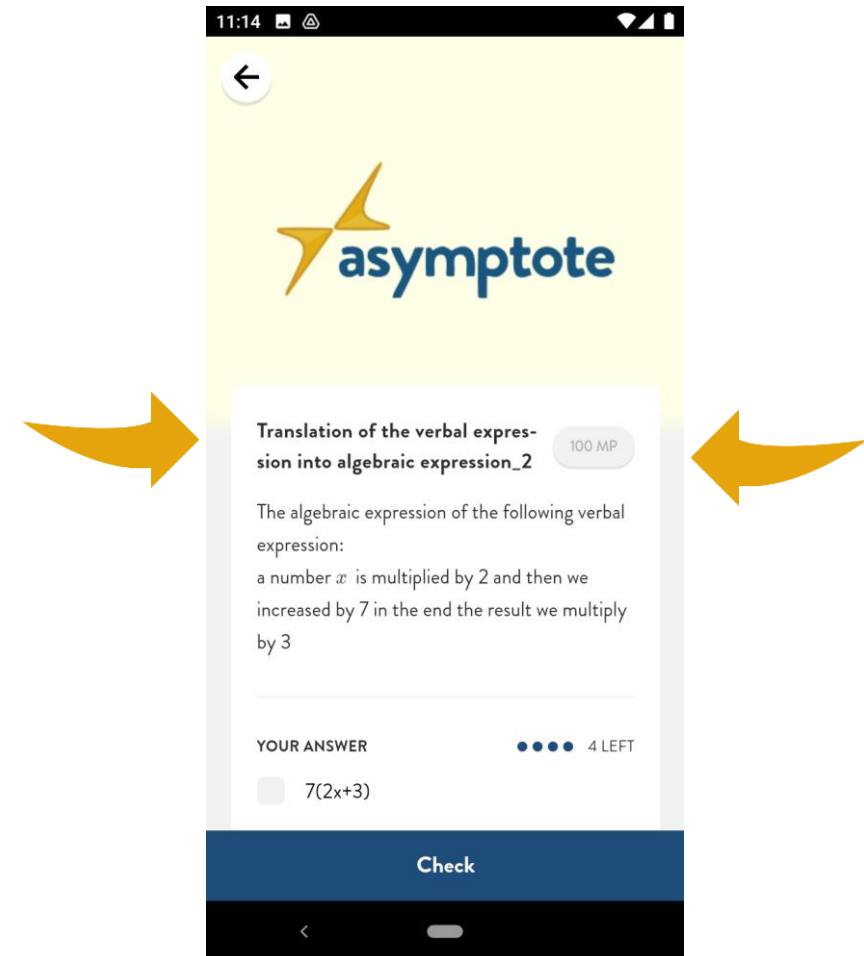 11:14
asymptote
Translation of the verbal expres-
sion into algebraic expression_2
100 MP
The algebraic expression of the following verbal
expression:
a number x is multiplied by 2 and then we
increased by 7 in the end the result we multiply
by 3
YOUR ANSWER
4 LEFT
7(2x+3)
Check